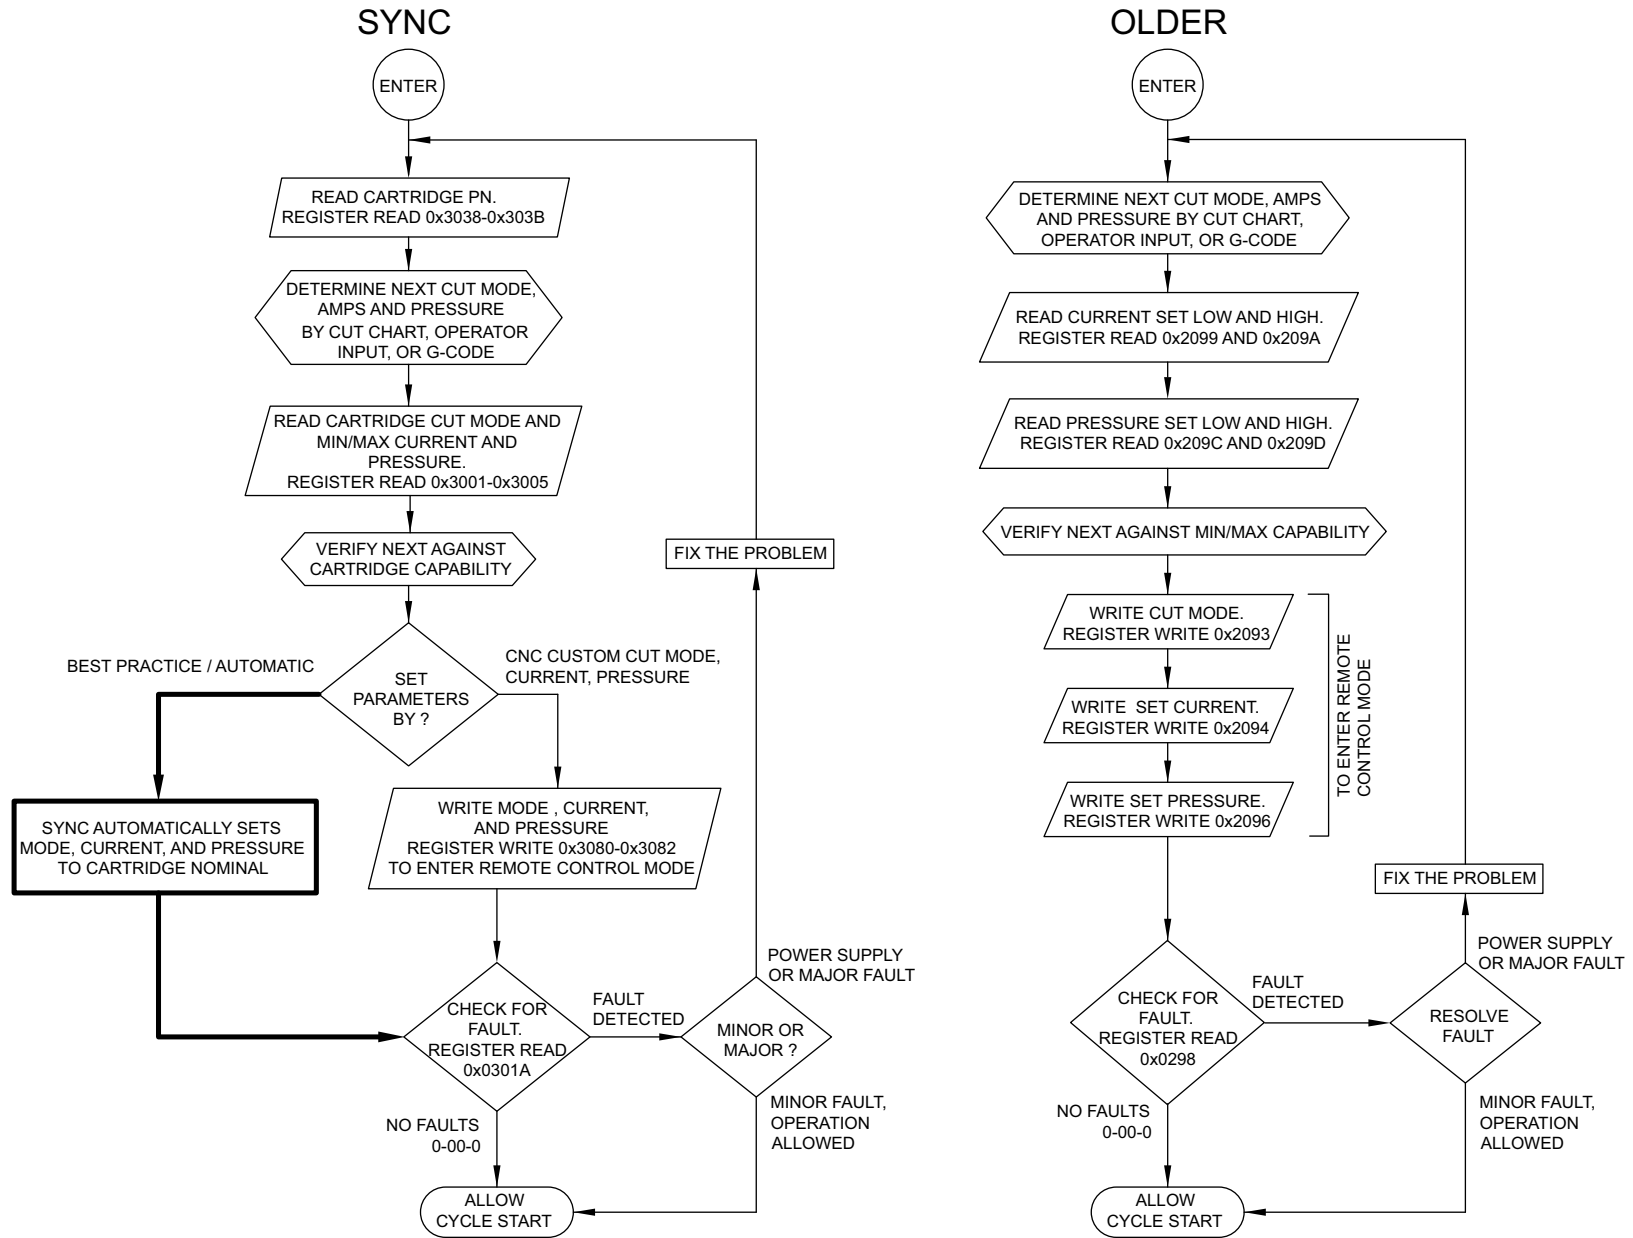 SYNC
ENTER
READ CARTRIDGE PN.
REGISTER READ 0x3038-0x303B
DETERMINE NEXT CUT MODE,
AMPS AND PRESSURE
BY CUT CHART, OPERATOR
INPUT, OR G-CODE
READ CARTRIDGE CUT MODE AND
MIN/MAX CURRENT AND
PRESSURE.
REGISTER READ 0x3001-0x3005
VERIFY NEXT AGAINST
CARTRIDGE CAPABILITY
SET
PARAMETERS
BY ?
BEST PRACTICE / AUTOMATIC
CNC CUSTOM CUT MODE,
CURRENT, PRESSURE
SYNC AUTOMATICALLY SETS
MODE, CURRENT, AND PRESSURE
TO CARTRIDGE NOMINAL
WRITE MODE , CURRENT,
AND PRESSURE
REGISTER WRITE 0x3080-0x3082
TO ENTER REMOTE CONTROL MODE
CHECK FOR
FAULT.
REGISTER READ
0x0301A
FAULT
DETECTED
MINOR OR
MAJOR ?
POWER SUPPLY
OR MAJOR FAULT
FIX THE PROBLEM
MINOR FAULT,
OPERATION
ALLOWED
NO FAULTS
0-00-0
ALLOW
CYCLE START
OLDER
ENTER
DETERMINE NEXT CUT MODE, AMPS
AND PRESSURE BY CUT CHART,
OPERATOR INPUT, OR G-CODE
READ CURRENT SET LOW AND HIGH.
REGISTER READ 0x2099 AND 0x209A
READ PRESSURE SET LOW AND HIGH.
REGISTER READ 0x209C AND 0x209D
VERIFY NEXT AGAINST MIN/MAX CAPABILITY
WRITE CUT MODE.
REGISTER WRITE 0x2093
WRITE SET CURRENT.
REGISTER WRITE 0x2094
WRITE SET PRESSURE.
REGISTER WRITE 0x2096
TO ENTER REMOTE
CONTROL MODE
CHECK FOR
FAULT.
REGISTER READ
0x0298
FAULT
DETECTED
RESOLVE
FAULT
POWER SUPPLY
OR MAJOR FAULT
FIX THE PROBLEM
MINOR FAULT,
OPERATION
ALLOWED
NO FAULTS
0-00-0
ALLOW
CYCLE START